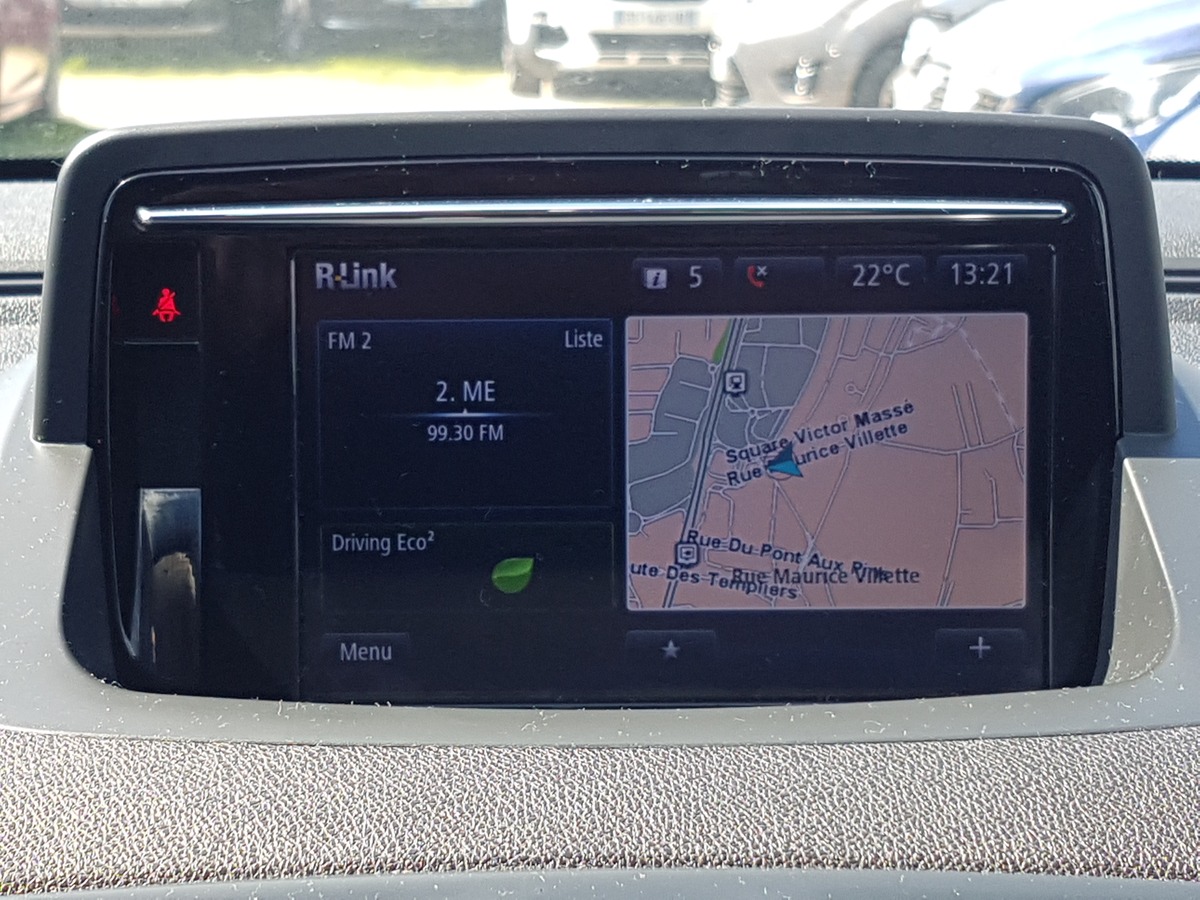 R-Link
i 5
22°C
13:21
FM 2
Liste
2. ME
99.30 FM
Driving Eco²
Square Victor Massé
Rue Maurice Villette
Rue Du Pont Aux
ute Des Templiers
Rue Maurice Villette
Menu